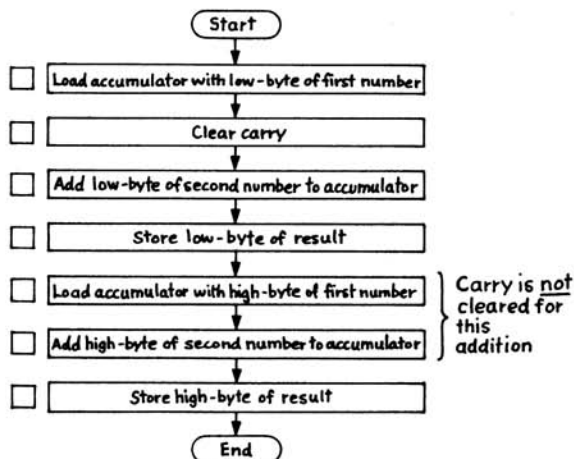 Start
Load accumulator with low-byte of first number
Clear carry
Add low-byte of second number to accumulator
Store low-byte of result
Load accumulator with high-byte of first number
Add high-byte of second number to accumulator
Carry is not
cleared for
this
addition
Store high-byte of result
End